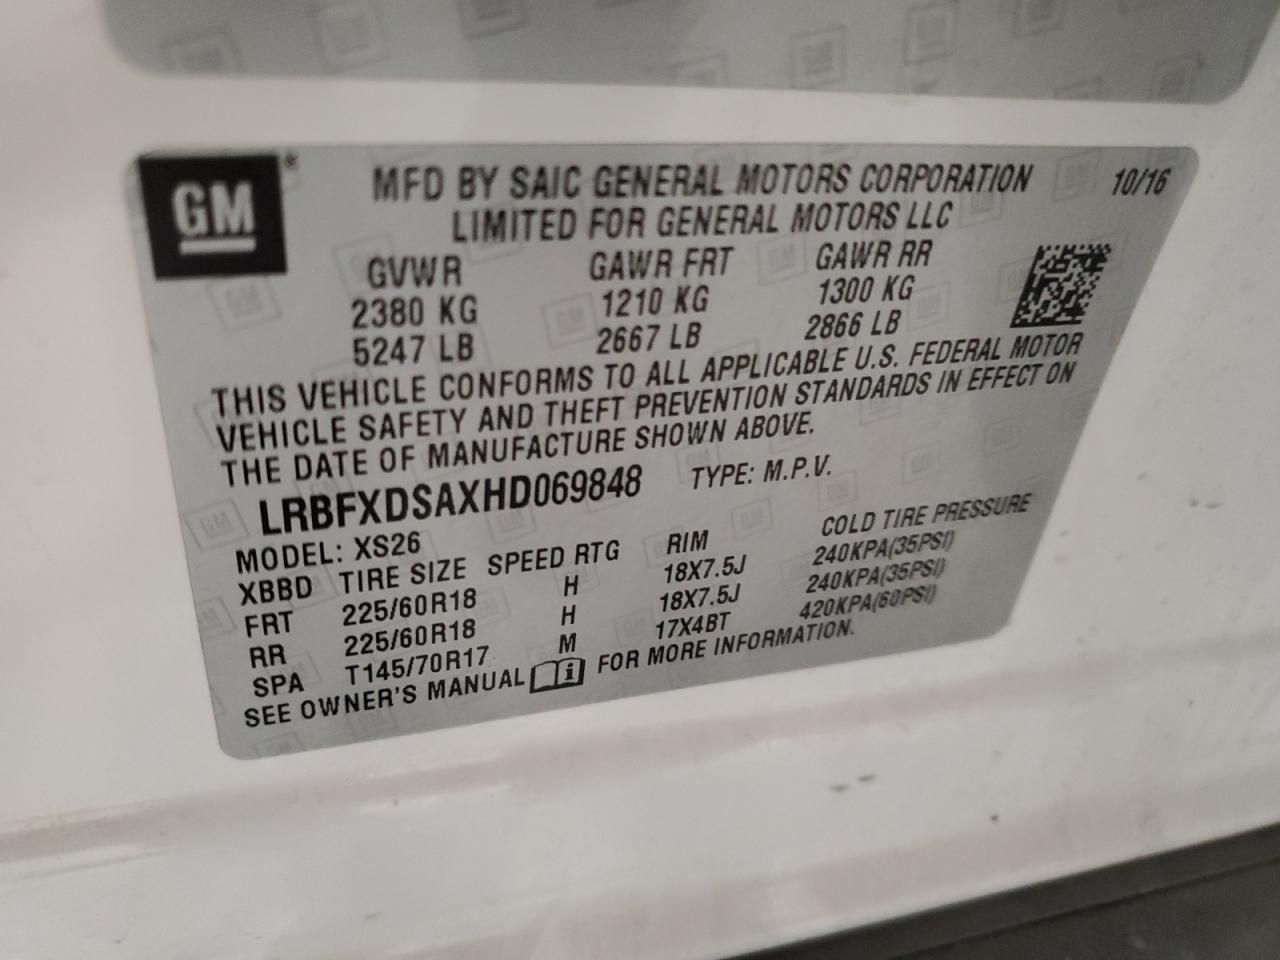 GM®
MFD BY SAIC GENERAL MOTORS CORPORATION 10/16
LIMITED FOR GENERAL MOTORS LLC
GVWR GAWR FRT GAWR RR
2380 KG 1210 KG 1300 KG
5247 LB 2667 LB 2866 LB
THIS VEHICLE CONFORMS TO ALL APPLICABLE U.S. FEDERAL MOTOR
VEHICLE SAFETY AND THEFT PREVENTION STANDARDS IN EFFECT ON
THE DATE OF MANUFACTURE SHOWN ABOVE.
LRBFXDSAXHD069848 TYPE: M.P.V.
MODEL: XS26
XBBD TIRE SIZE SPEED RTG RIM COLD TIRE PRESSURE
FRT 225/60R18 H 18X7.5J 240KPA(35PSI)
RR 225/60R18 H 18X7.5J 240KPA(35PSI)
SPA T145/70R17 M 17X4BT 420KPA(60PSI)
SEE OWNER'S MANUAL i FOR MORE INFORMATION.